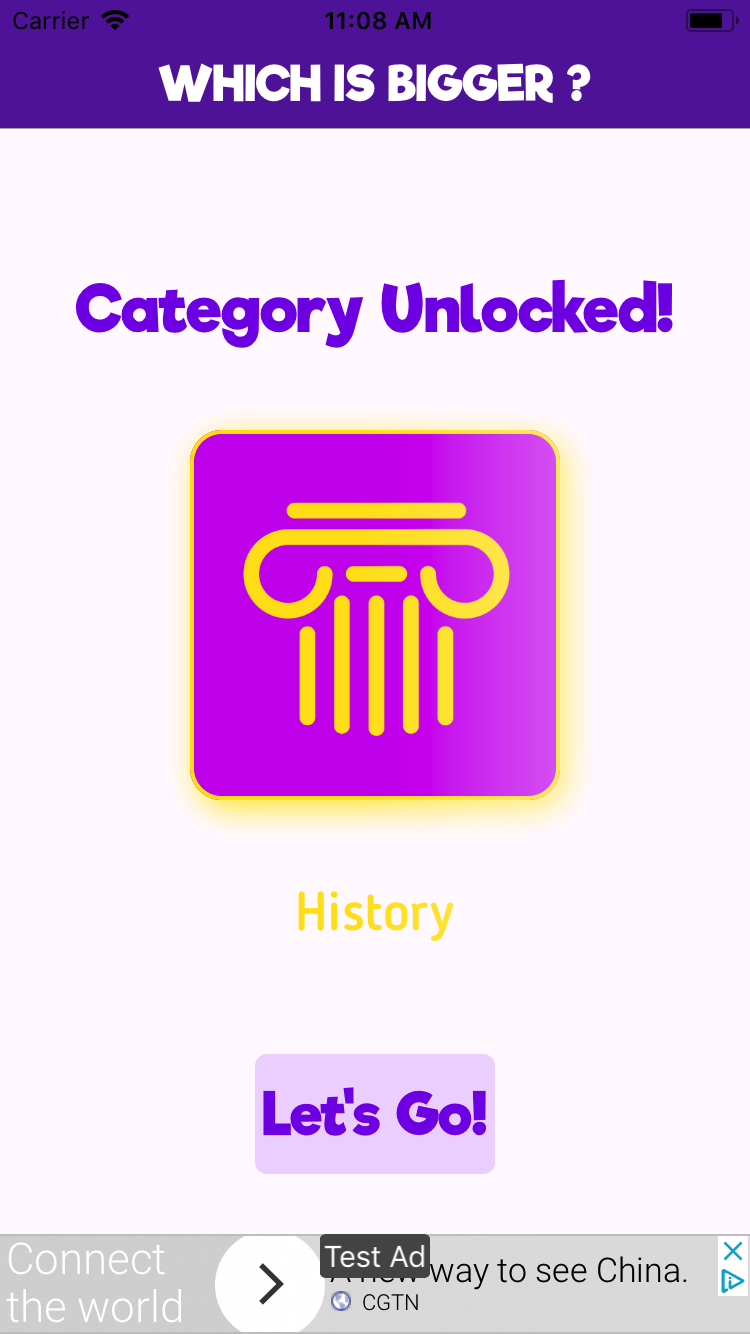 Carrier 11:08 AM
WHICH IS BIGGER ?
Category Unlocked!
History
Let's Go!
Connect
the world
Test Ad
way to see China.
CGTN